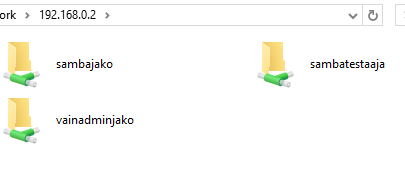 ork > 192.168.0.2 >
sambajako
sambatestaaja
vainadminjako